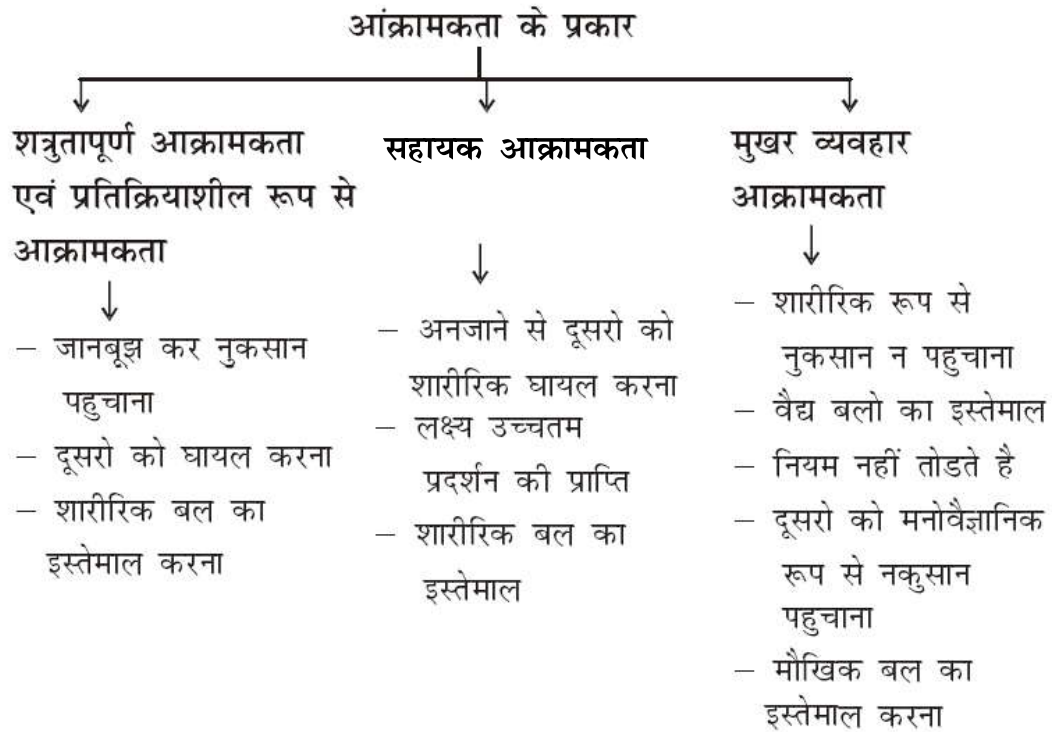 आंक्रामकता के प्रकार
शत्रुतापूर्ण आक्रामकता
एवं प्रतिक्रियाशील रूप से
आक्रामकता
– जानबूझ कर नुकसान
पहुचाना
– दूसरो को घायल करना
– शारीरिक बल का
इस्तेमाल करना
सहायक आक्रामकता
– अनजाने से दूसरो को
शारीरिक घायल करना
– लक्ष्य उच्चतम
प्रदर्शन की प्राप्ति
– शारीरिक बल का
इस्तेमाल
मुखर व्यवहार
आक्रामकता
– शारीरिक रूप से
नुकसान न पहुचाना
– वैद्य बलो का इस्तेमाल
– नियम नहीं तोडते है
– दूसरो को मनोवैज्ञानिक
रूप से नकुसान
पहुचाना
– मौखिक बल का
इस्तेमाल करना